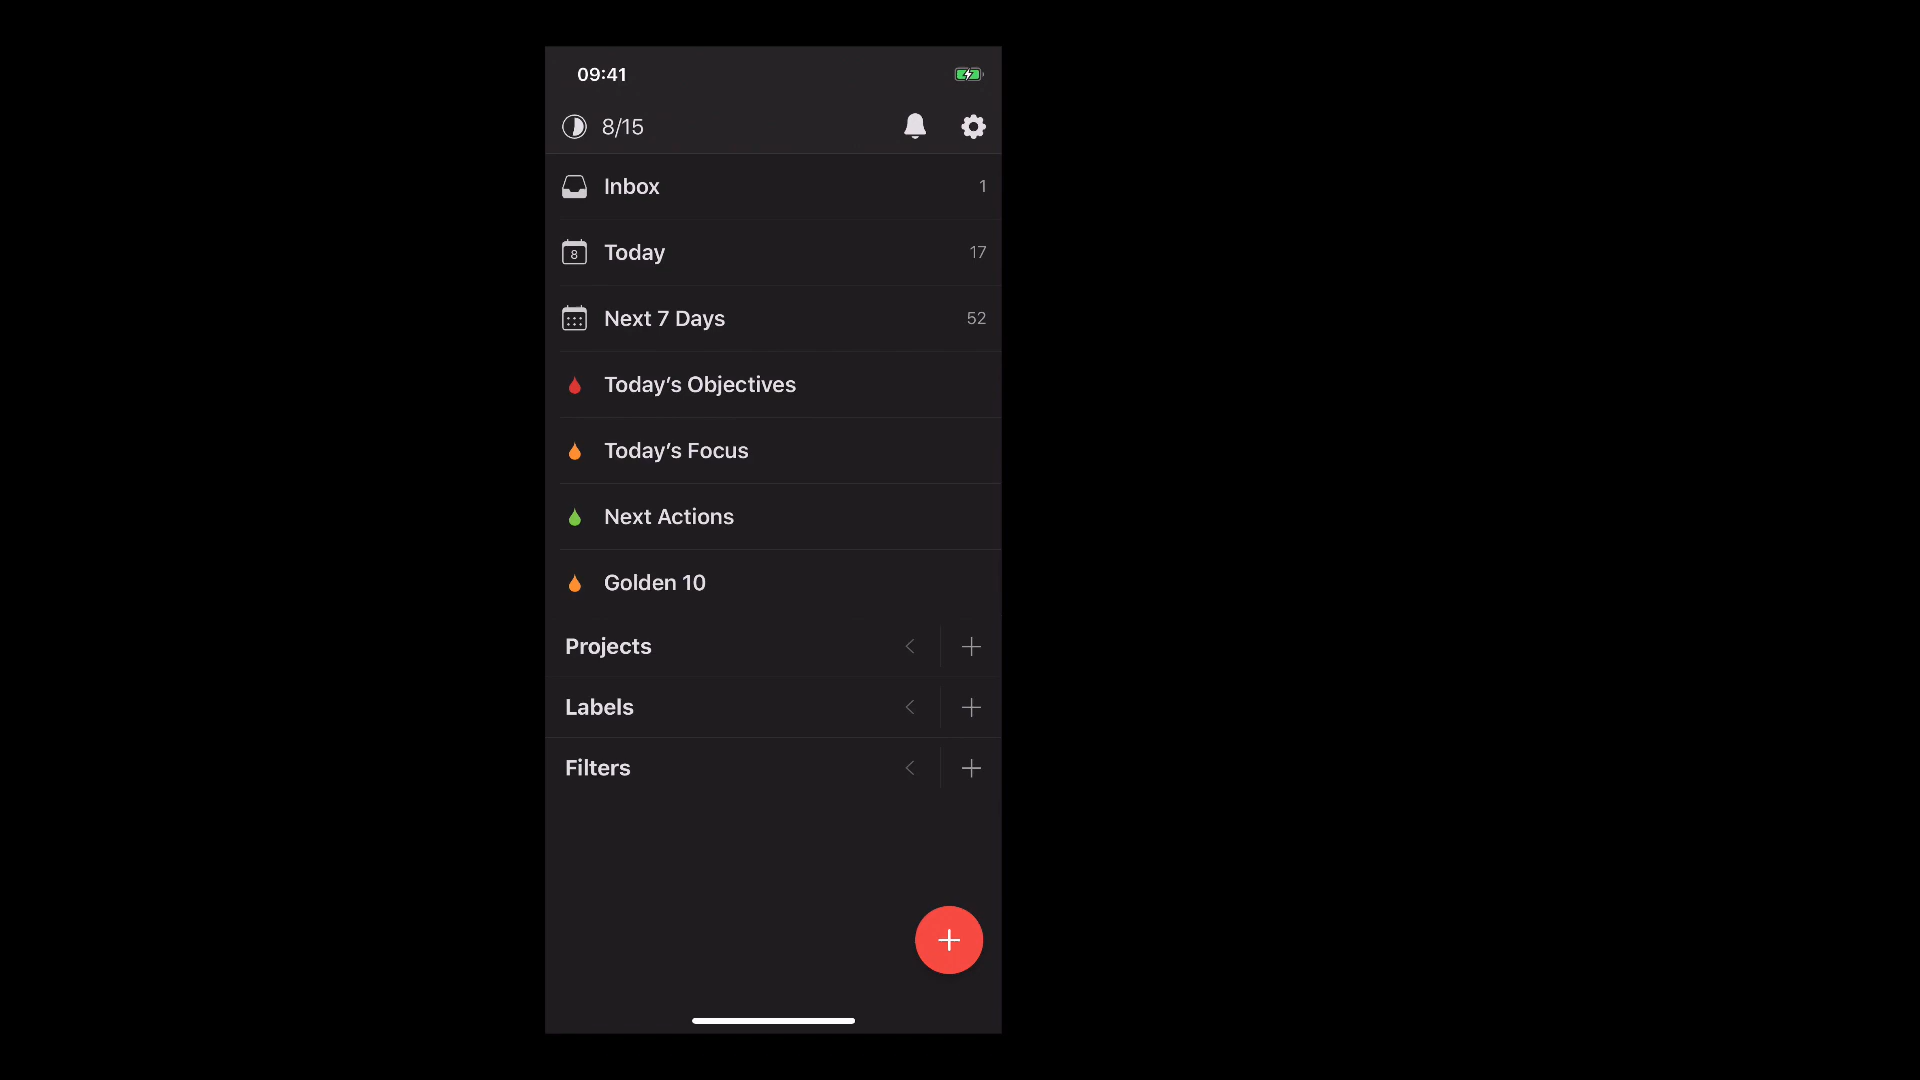 09:41
8/15
Inbox 1
8 Today 17
Next 7 Days 52
Today’s Objectives
Today’s Focus
Next Actions
Golden 10
Projects
Labels
Filters